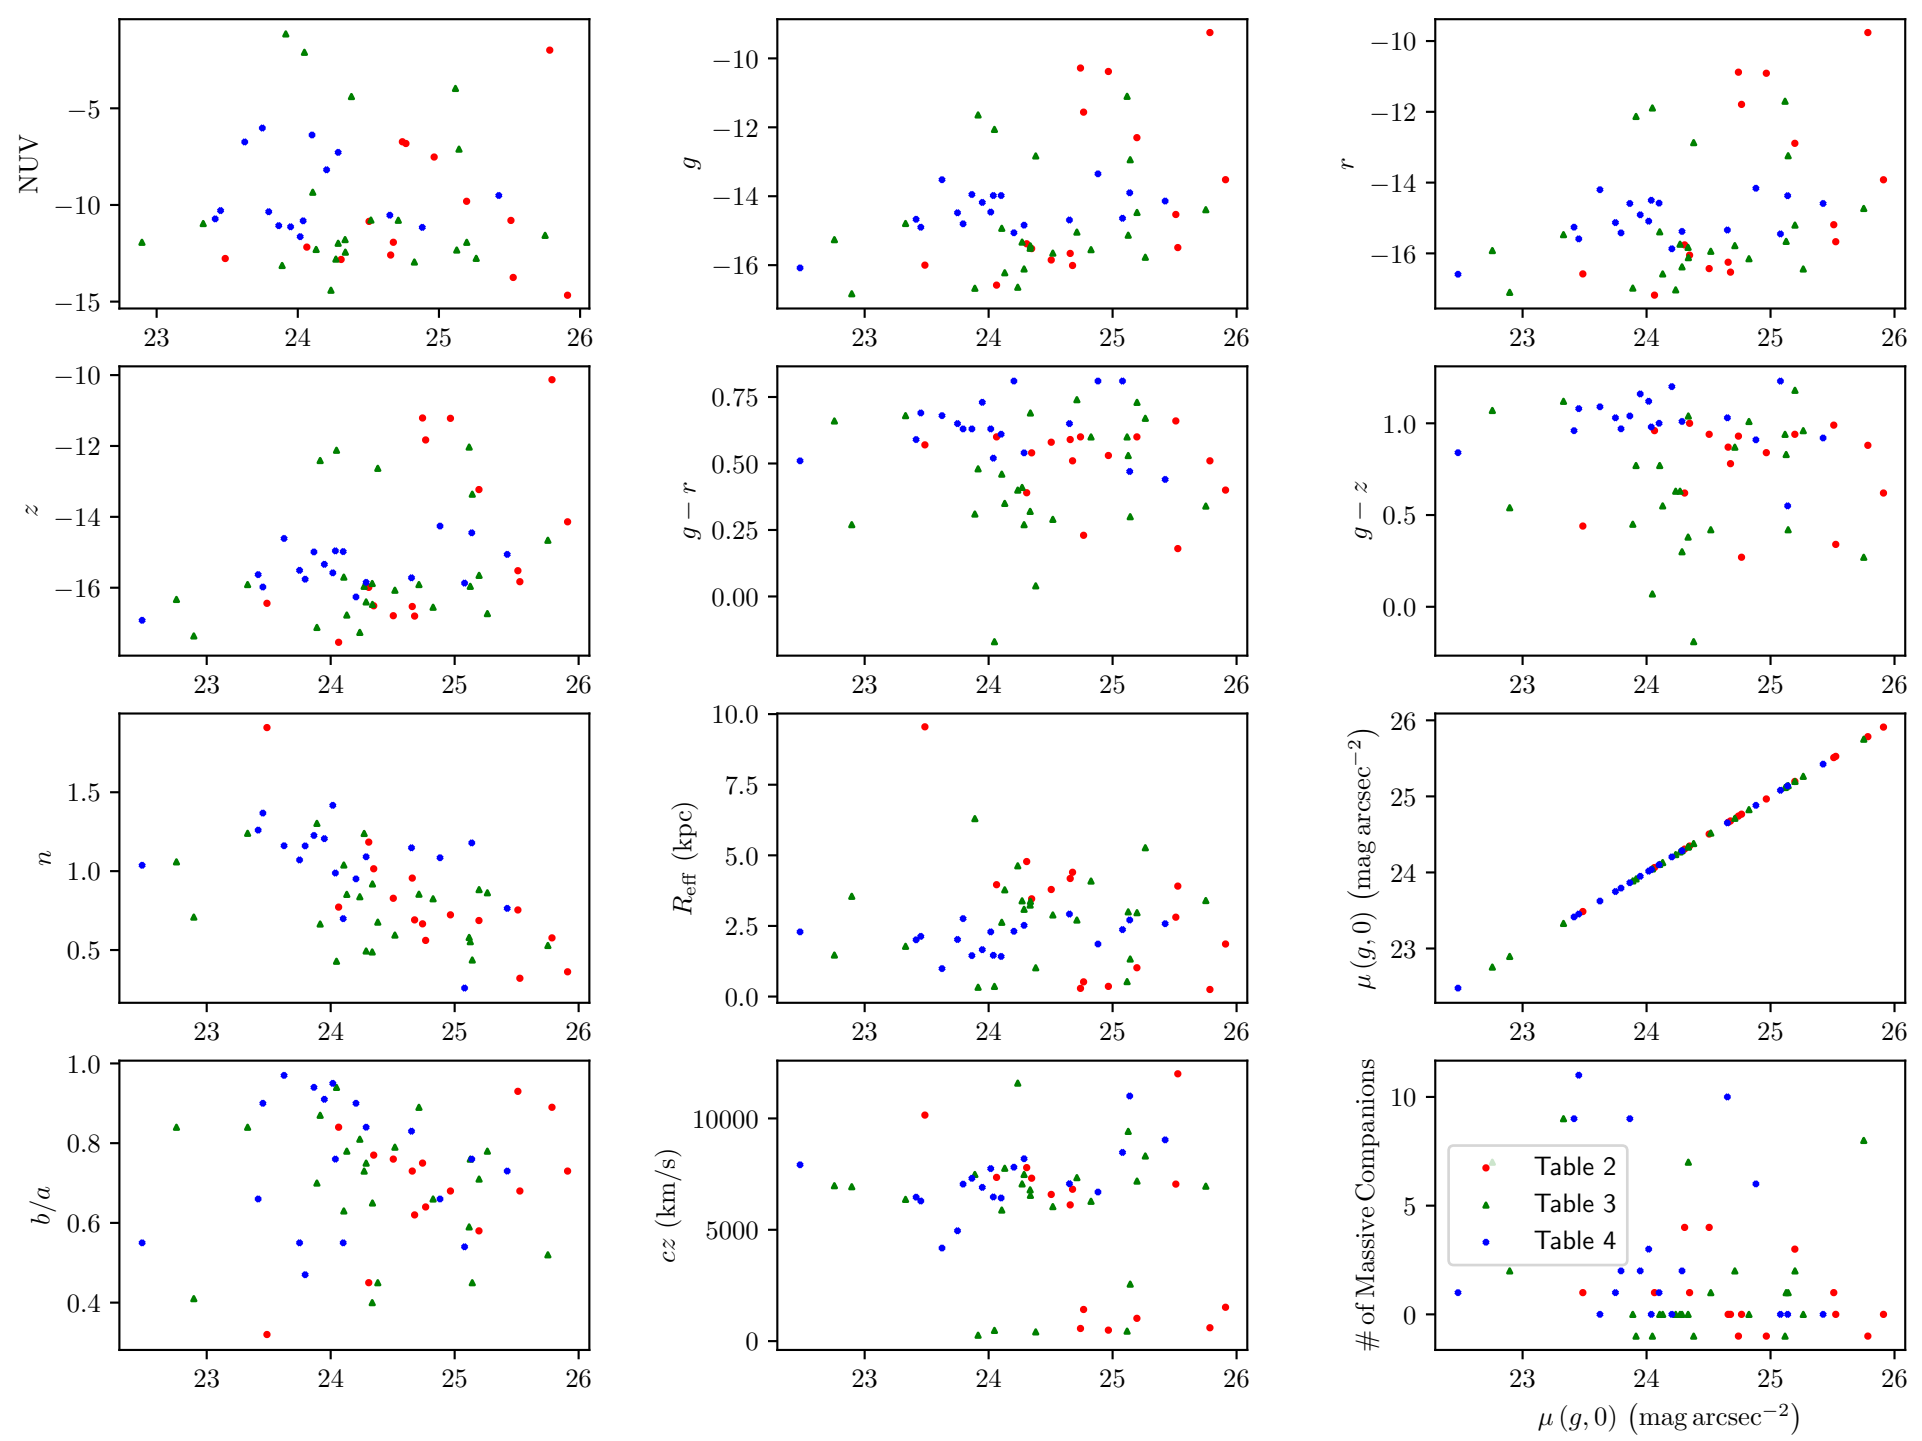 NUV
−5
−10
−15
23 24 25 26
g
−10
−12
−14
−16
23 24 25 26
r
−10
−12
−14
−16
23 24 25 26
z
−10
−12
−14
−16
23 24 25 26
g − r
0.75
0.50
0.25
0.00
23 24 25 26
g − z
1.0
0.5
0.0
23 24 25 26
n
1.5
1.0
0.5
23 24 25 26
R_eff (kpc)
10.0
7.5
5.0
2.5
0.0
23 24 25 26
μ (g, 0) (mag arcsec⁻²)
26
25
24
23
23 24 25 26
b/a
1.0
0.8
0.6
0.4
23 24 25 26
cz (km/s)
10000
5000
0
23 24 25 26
# of Massive Companions
10
5
0
Table 2
Table 3
Table 4
23 24 25 26
μ (g, 0) (mag arcsec⁻²)